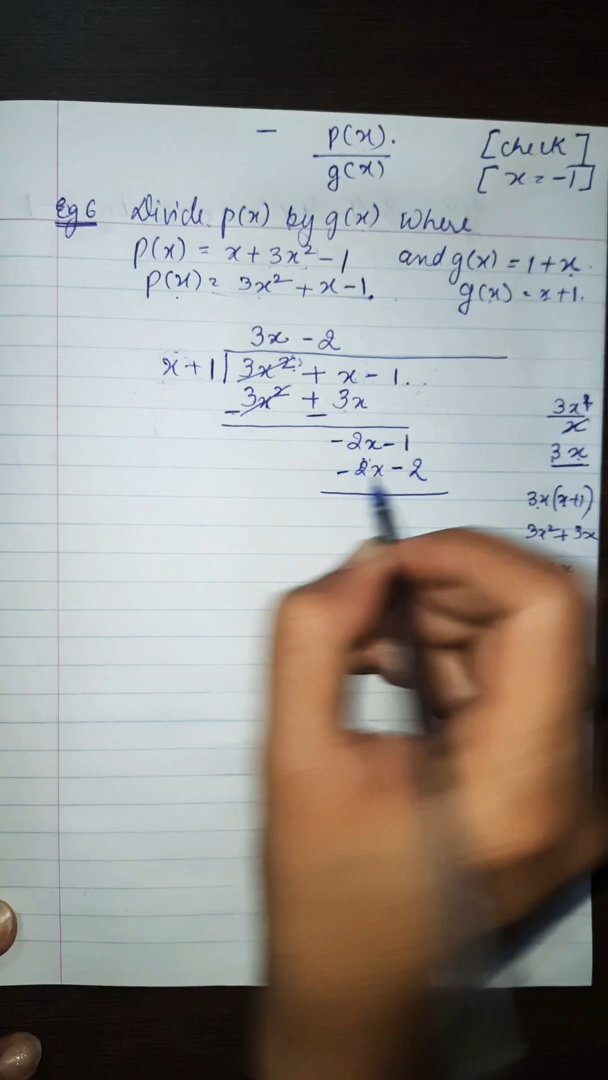 — p(x). [check]
g(x) [x = -1]
Eg 6 Divide p(x) by g(x) where
p(x) = x + 3x² - 1 and g(x) = 1 + x.
p(x) = 3x² + x - 1. g(x) = x + 1.
3x - 2
x + 1 | 3x² + x - 1..
3x² + 3x
-2x - 1
-2x - 2
3x²
x
3x
3x(x+1)
3x² + 3x